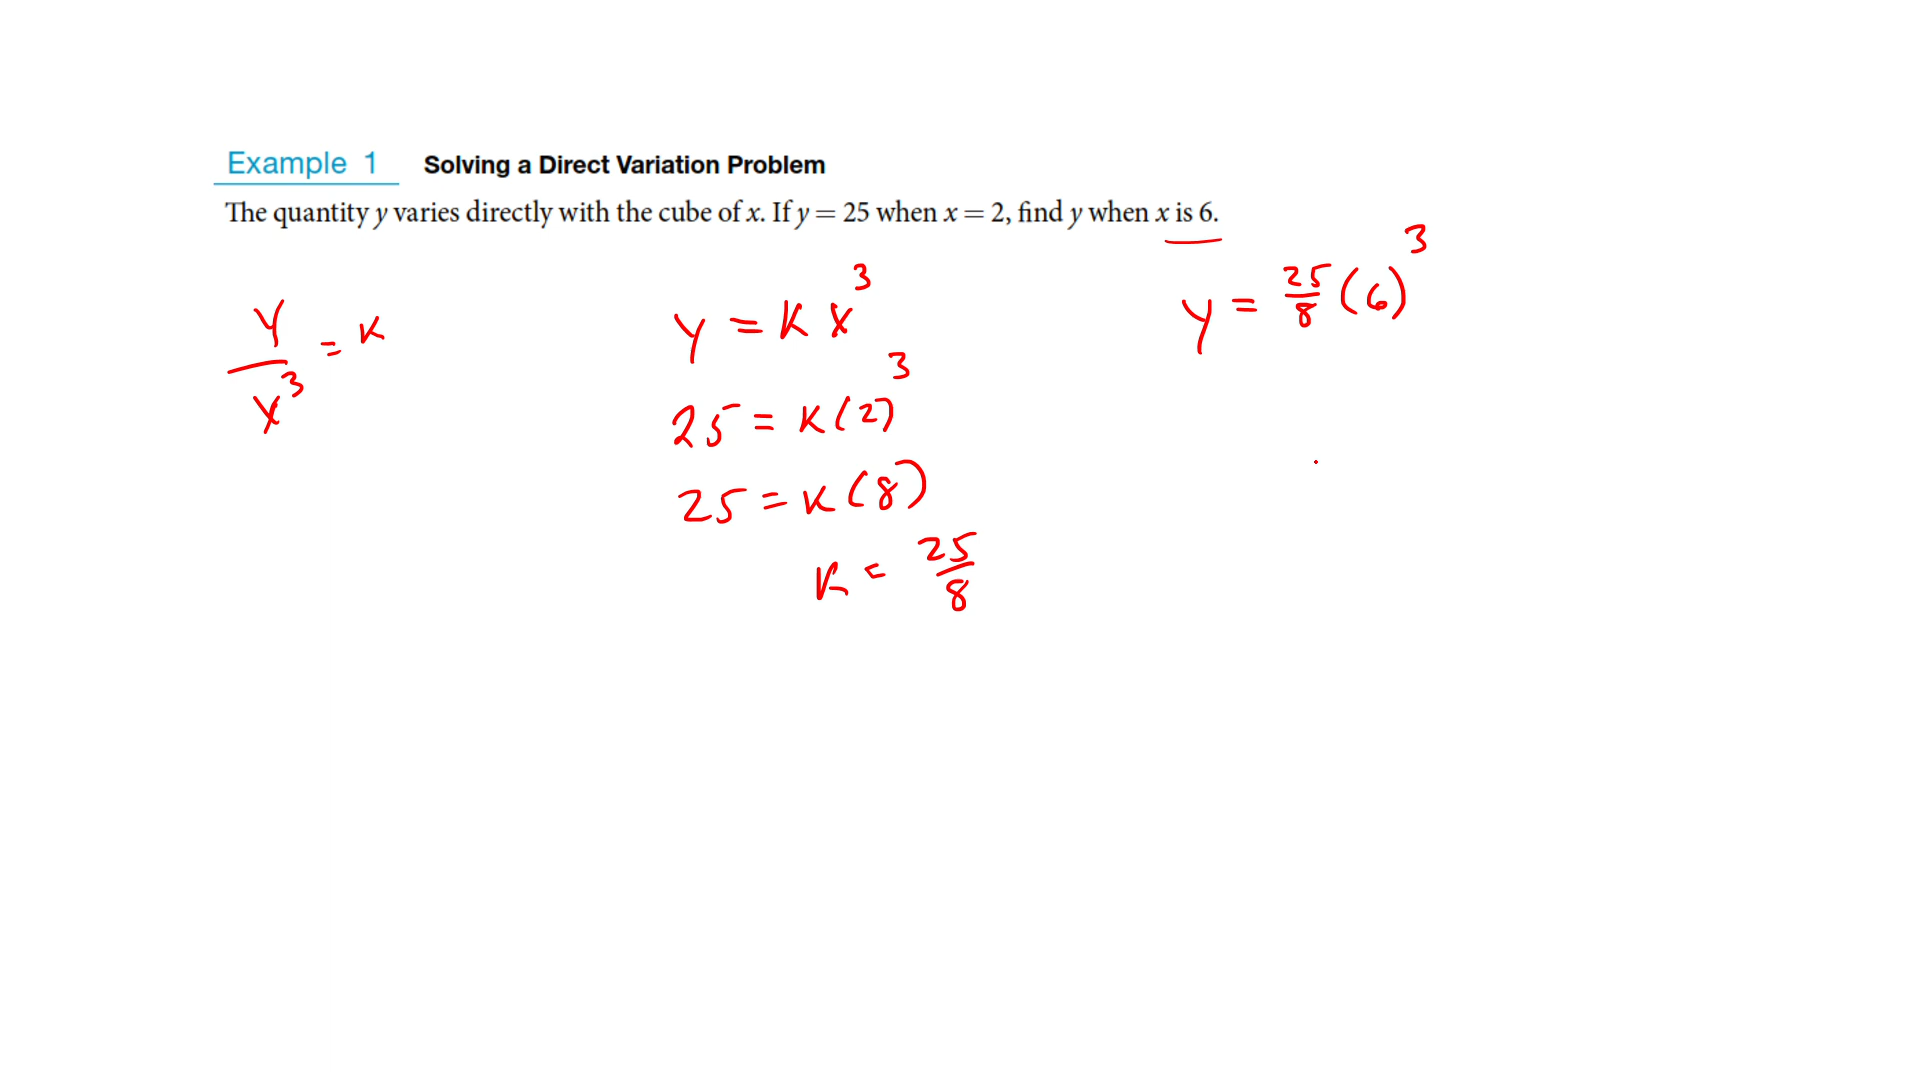 Example 1 Solving a Direct Variation Problem
The quantity y varies directly with the cube of x. If y = 25 when x = 2, find y when x is 6.
y/x³ = k
y = k x³
25 = k(2)³
25 = k(8)
k = 25/8
y = 25/8 (6)³